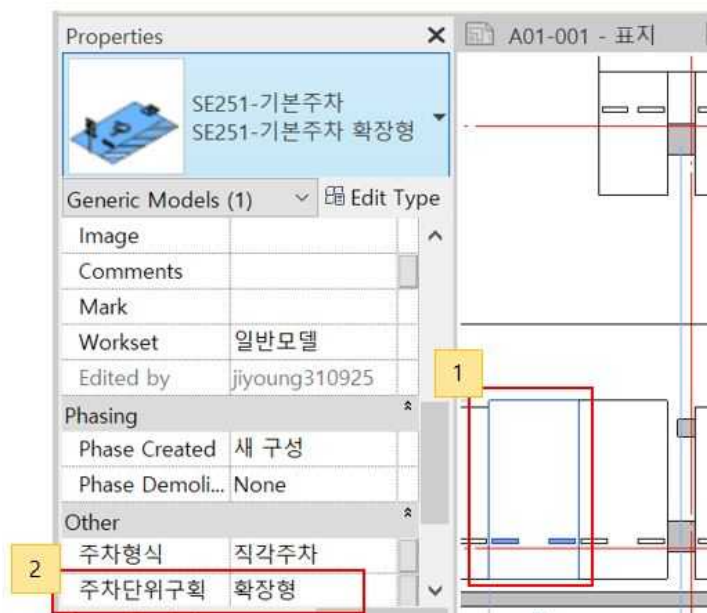 Properties
A01-001 - 표지
SE251-기본주차
SE251-기본주차 확장형
Generic Models (1)
Edit Type
Image
Comments
Mark
Workset 일반모델
Edited by jiyoung310925
Phasing
Phase Created 새 구성
Phase Demoli... None
Other
주차형식 직각주차
주차단위구획 확장형
1
2